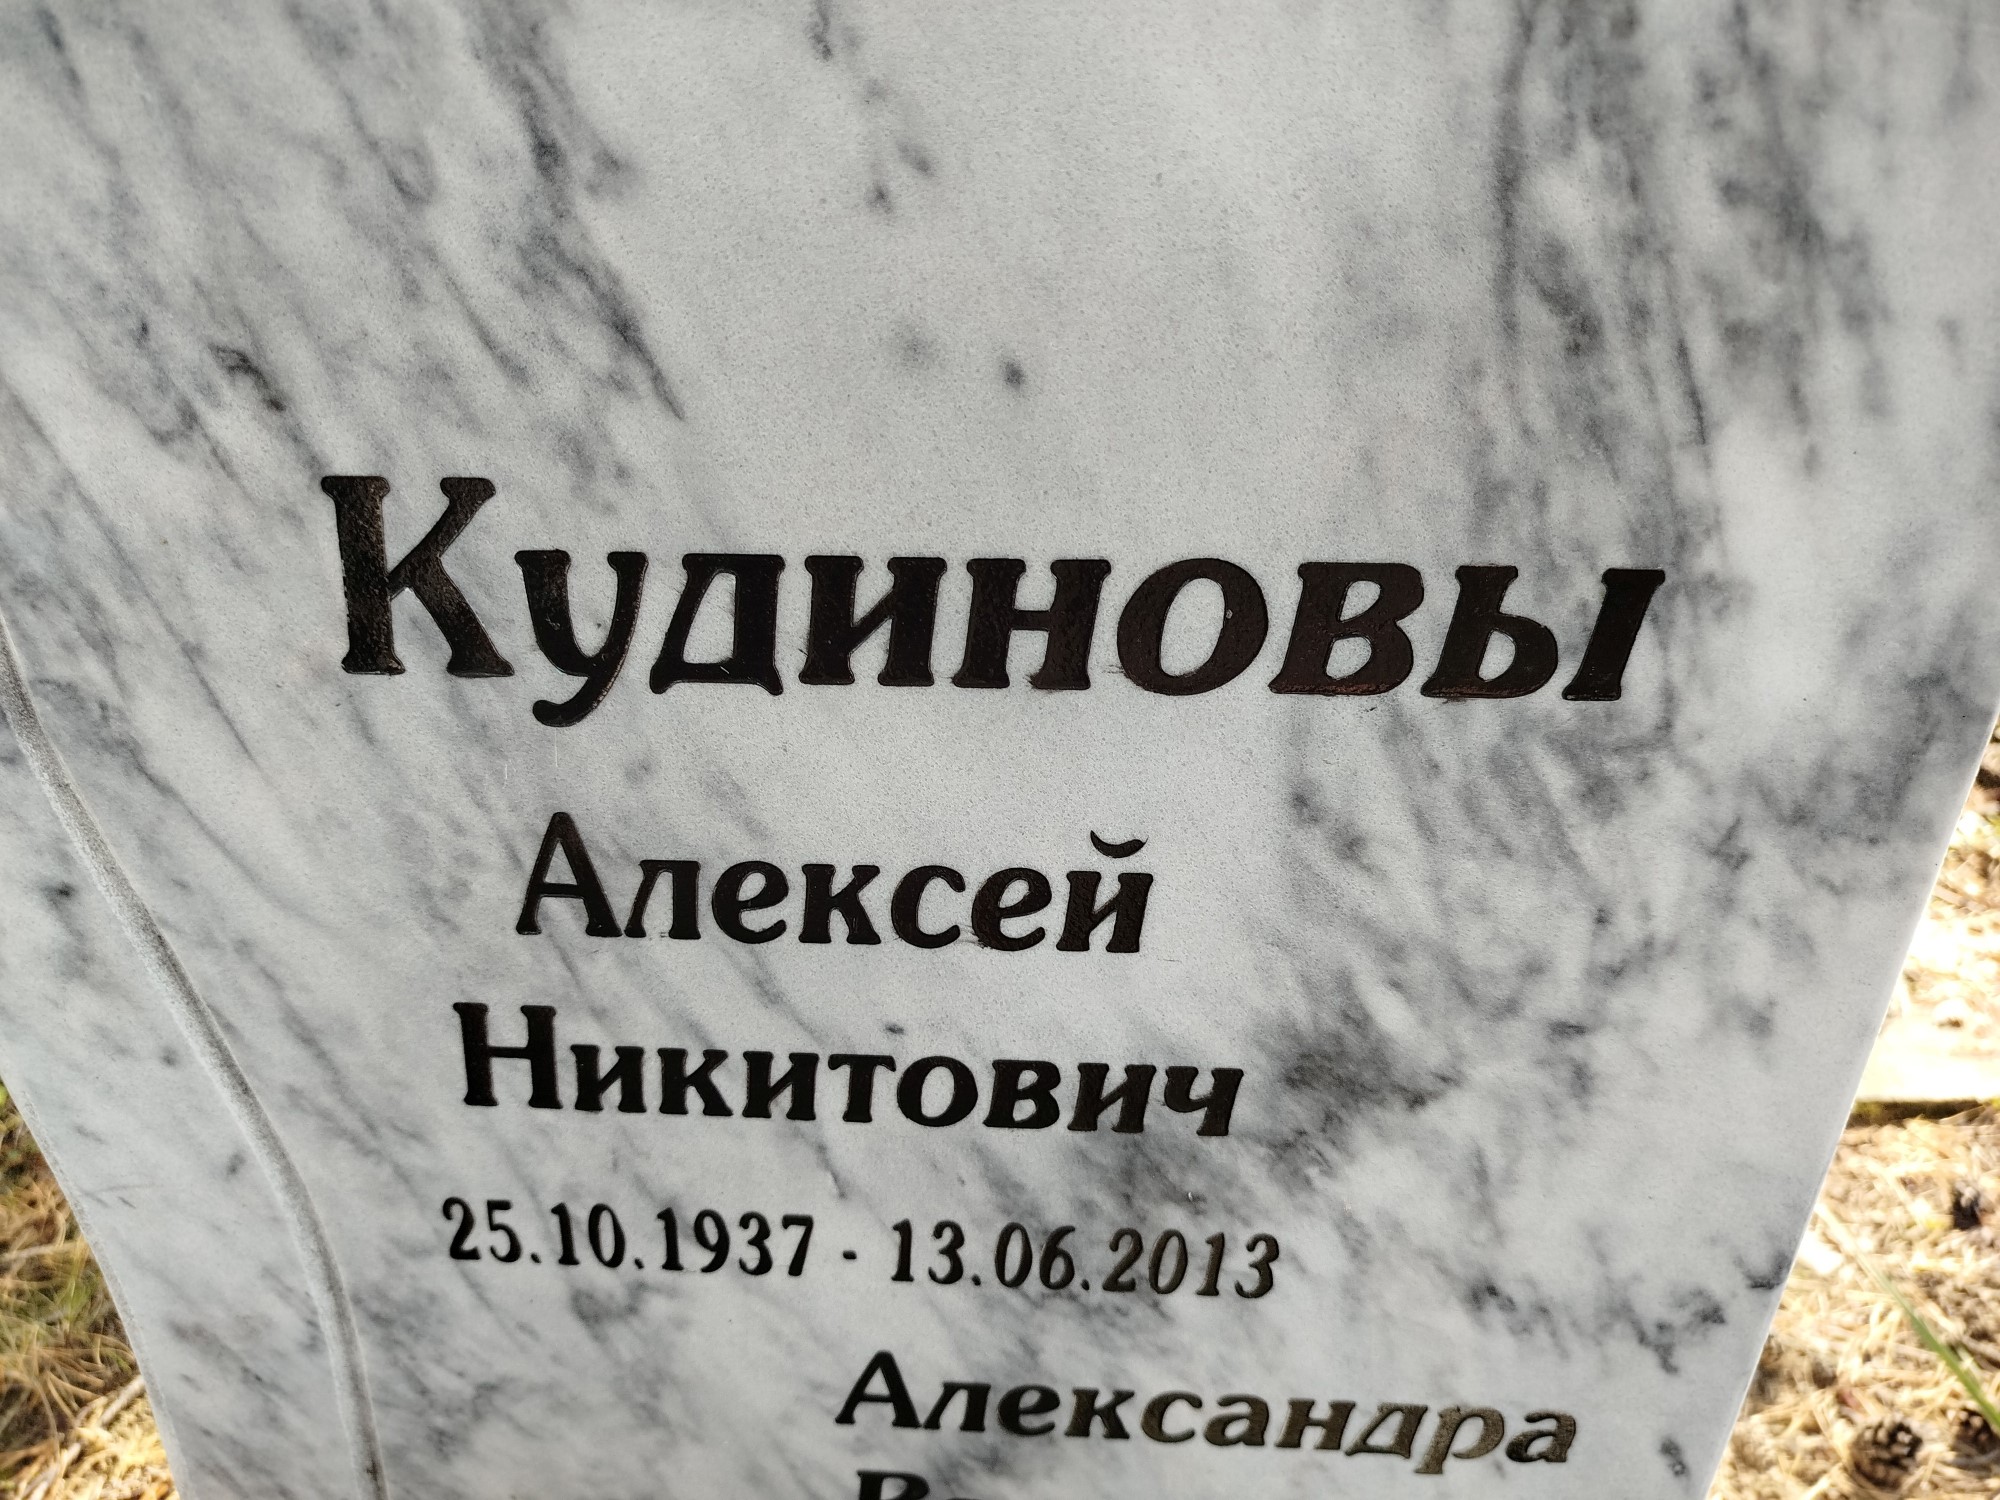 Кудиновы
Алексей
Никитович
25.10.1937 - 13.06.2013
Александра